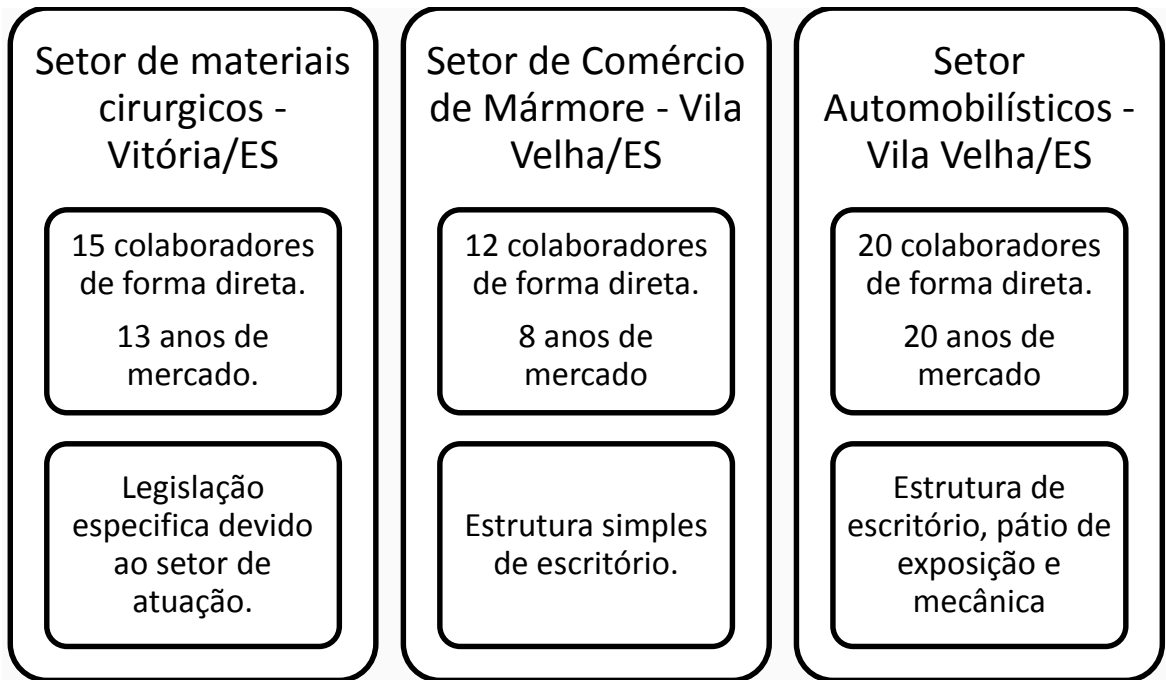 Setor de materiais
cirurgicos -
Vitória/ES
15 colaboradores
de forma direta.
13 anos de
mercado.
Legislação
especifica devido
ao setor de
atuação.
Setor de Comércio
de Mármore - Vila
Velha/ES
12 colaboradores
de forma direta.
8 anos de
mercado
Estrutura simples
de escritório.
Setor
Automobilísticos -
Vila Velha/ES
20 colaboradores
de forma direta.
20 anos de
mercado
Estrutura de
escritório, pátio de
exposição e
mecânica